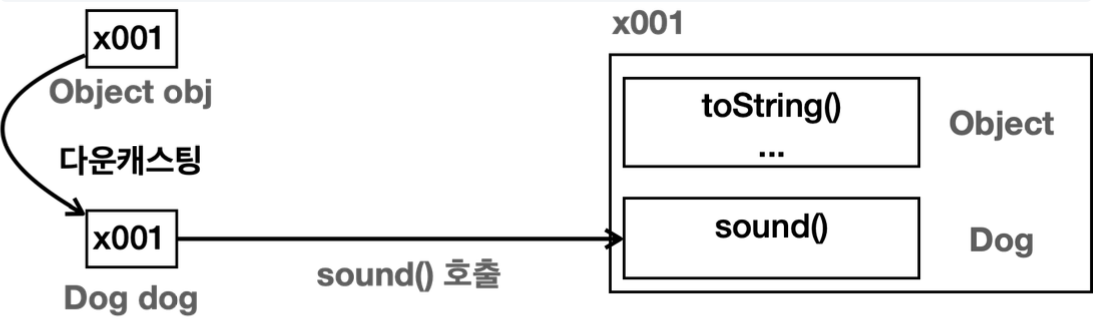 x001
Object obj
다운캐스팅
x001
Dog dog
sound() 호출
x001
toString()
...
Object
sound()
Dog